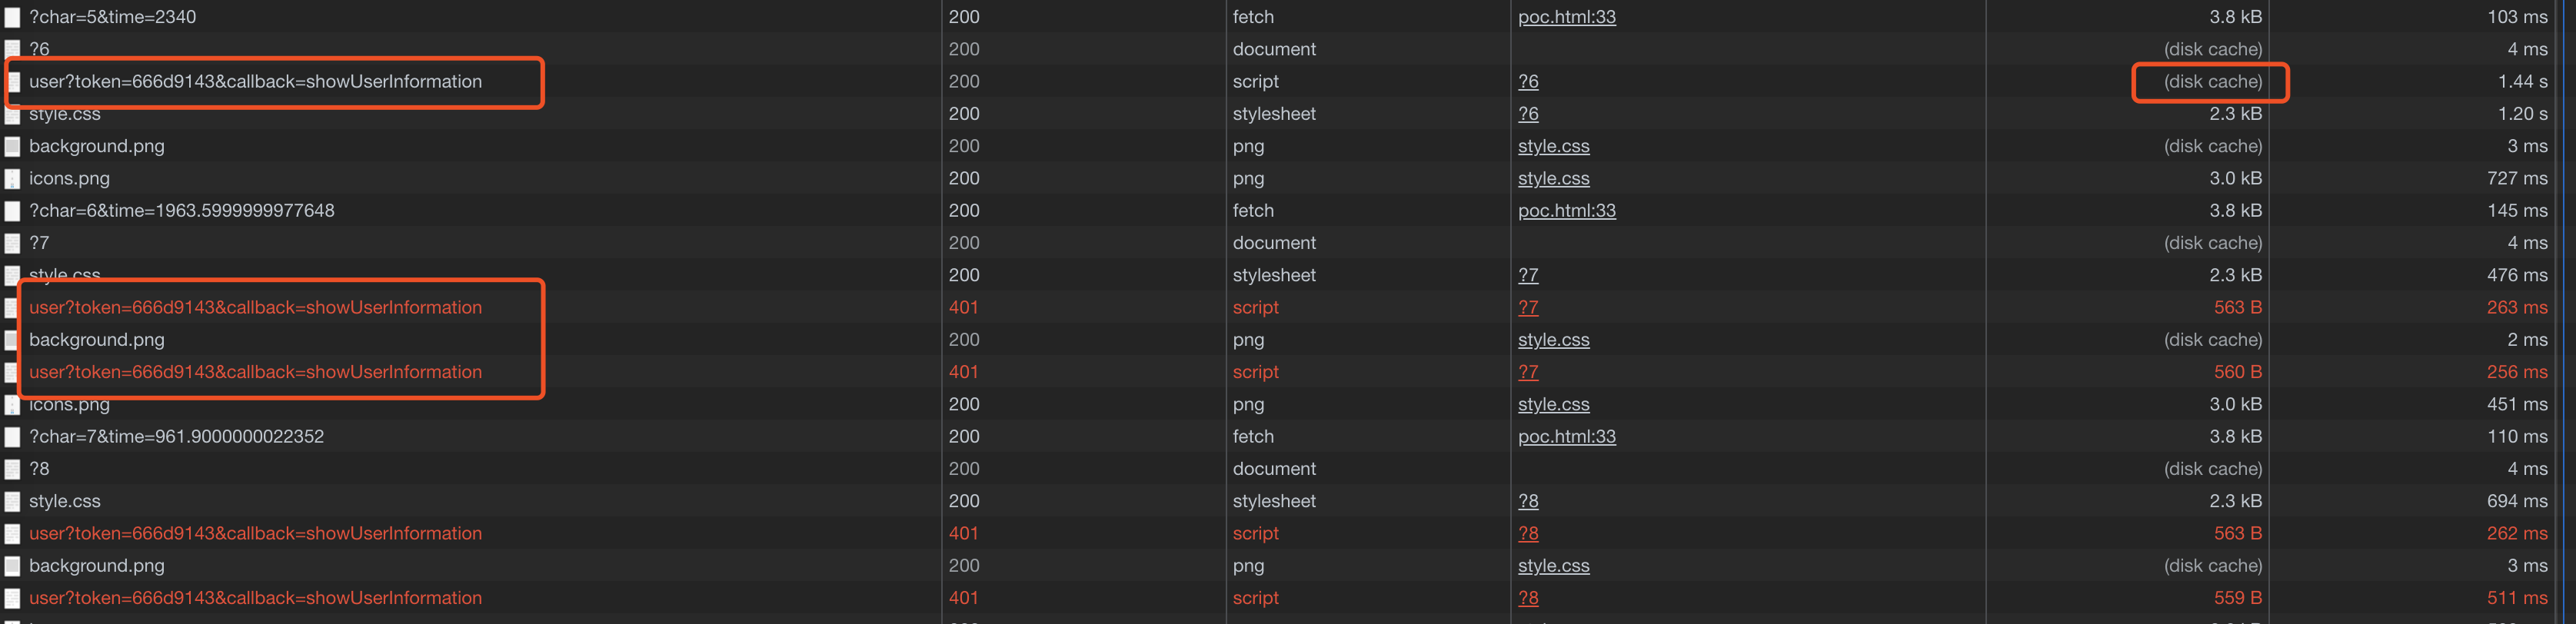 ?char=5&time=2340 200 fetch poc.html:33 3.8 kB 103 ms
?6 200 document (disk cache) 4 ms
user?token=666d9143&callback=showUserInformation 200 script ?6 (disk cache) 1.44 s
style.css 200 stylesheet ?6 2.3 kB 1.20 s
background.png 200 png style.css (disk cache) 3 ms
icons.png 200 png style.css 3.0 kB 727 ms
?char=6&time=1963.5999999977648 200 fetch poc.html:33 3.8 kB 145 ms
?7 200 document (disk cache) 4 ms
style.css 200 stylesheet ?7 2.3 kB 476 ms
user?token=666d9143&callback=showUserInformation 401 script ?7 563 B 263 ms
background.png 200 png style.css (disk cache) 2 ms
user?token=666d9143&callback=showUserInformation 401 script ?7 560 B 256 ms
icons.png 200 png style.css 3.0 kB 451 ms
?char=7&time=961.9000000022352 200 fetch poc.html:33 3.8 kB 110 ms
?8 200 document (disk cache) 4 ms
style.css 200 stylesheet ?8 2.3 kB 694 ms
user?token=666d9143&callback=showUserInformation 401 script ?8 563 B 262 ms
background.png 200 png style.css (disk cache) 3 ms
user?token=666d9143&callback=showUserInformation 401 script ?8 559 B 511 ms